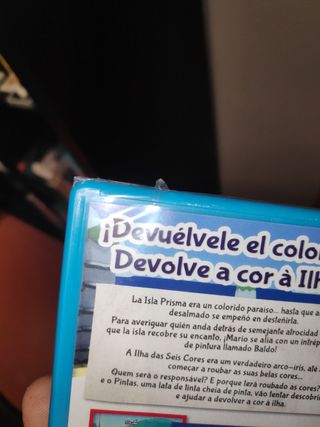 ¡Devuélvele el color
Devolve a cor à Ilh
La Isla Prisma era un colorido paraíso... hasta que a
desalmado se empeñó en desteñirla.
Para averiguar quién anda detrás de semejante atrocidad
que la isla recobre su encanto, ¡Mario se alía con un intrép
de pintura llamado Baldo!
A Ilha das Seis Cores era um verdadeiro arco-íris, até
começar a roubar as suas belas cores...
Quem será o responsável? E porque terá roubado as cores?
e o Pintas, uma lata de tinta cheia de pinta, vão tentar descobrir
e ajudar a devolver a cor à ilha.